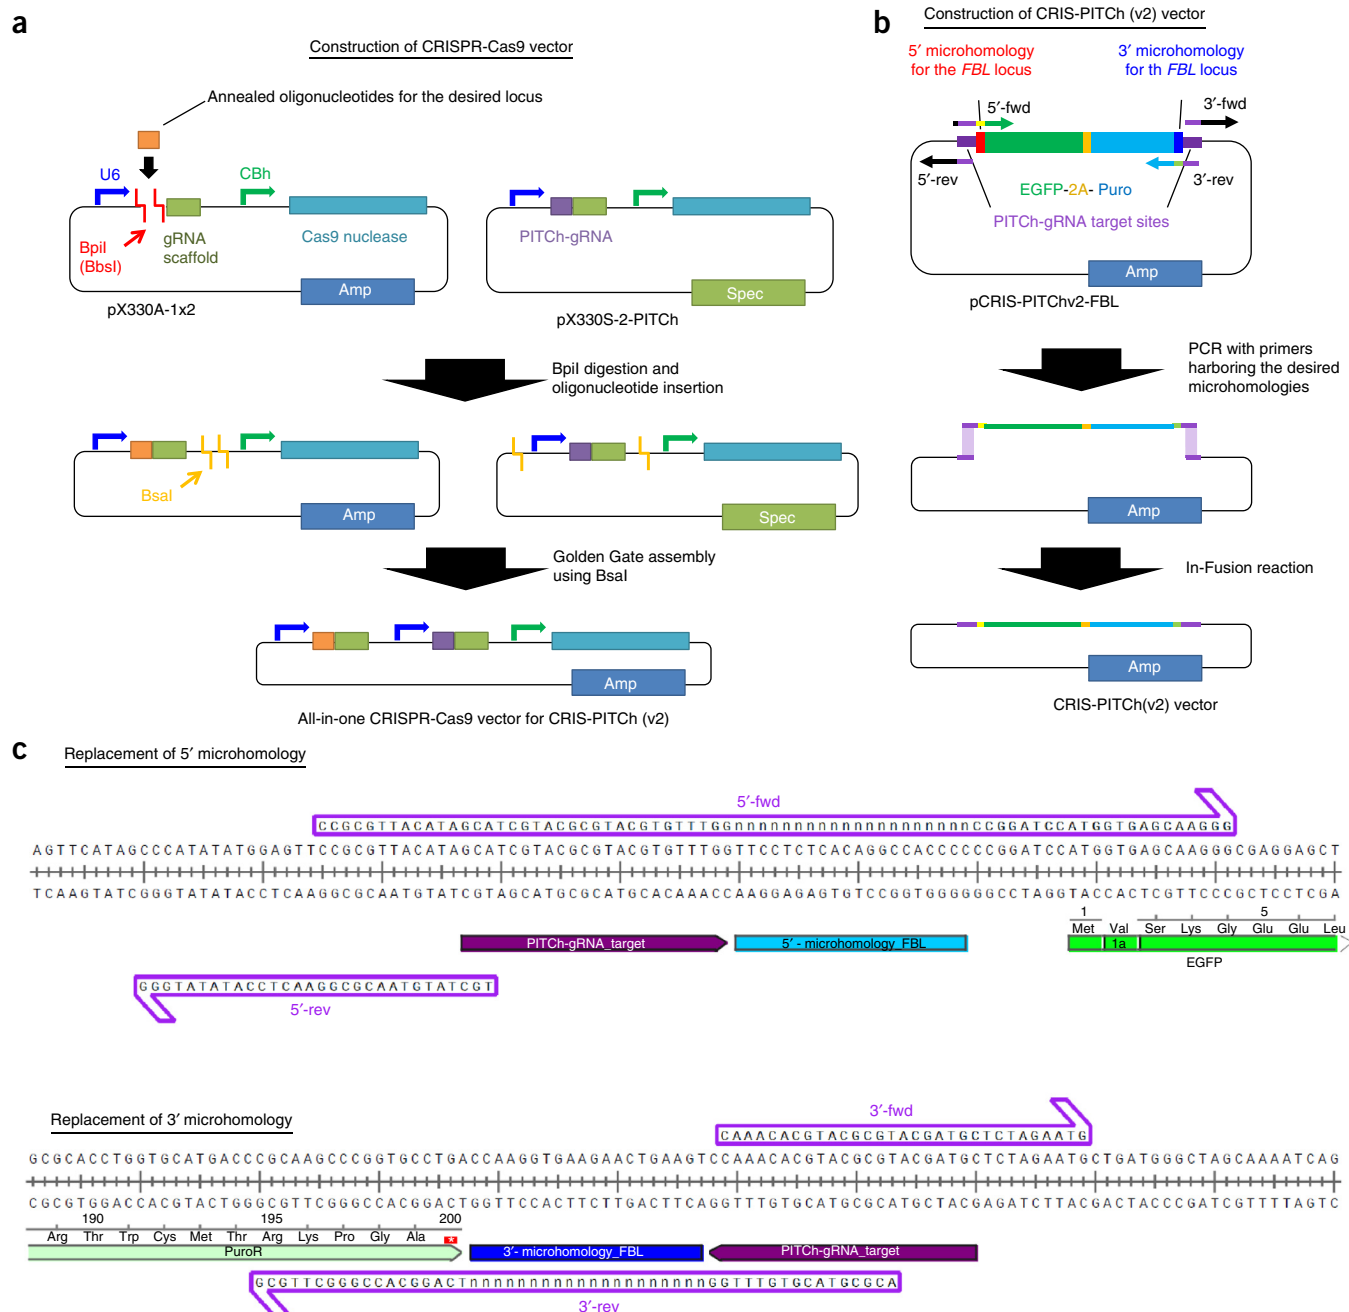 a
Construction of CRISPR-Cas9 vector
Annealed oligonucleotides for the desired locus
U6
CBh
BpiI
(BbsI)
gRNA
scaffold
Cas9 nuclease
Amp
pX330A-1x2
PITCh-gRNA
Spec
pX330S-2-PITCh
BpiI digestion and
oligonucleotide insertion
BsaI
Amp
Spec
Golden Gate assembly
using BsaI
Amp
All-in-one CRISPR-Cas9 vector for CRIS-PITCh (v2)
b
Construction of CRIS-PITCh (v2) vector
5′ microhomology
for the FBL locus
3′ microhomology
for th FBL locus
5′-fwd
3′-fwd
5′-rev
3′-rev
EGFP-2A- Puro
PITCh-gRNA target sites
Amp
pCRIS-PITChv2-FBL
PCR with primers
harboring the desired
microhomologies
Amp
In-Fusion reaction
Amp
CRIS-PITCh(v2) vector
c
Replacement of 5′ microhomology
5′-fwd
CCGCGTTACATAGCATCGTACGCGTACGTGTTTGGnnnnnnnnnnnnnnnnnnnnCCGGATCCATGGTGAGCAAGGG
AGTTCATAGCCCATATATGGAGTTCCGCGTTACATAGCATCGTACGCGTACGTGTTTGGTTCCTCTCACAGGCCACCCCCCCGGATCCATGGTGAGCAAGGGCGAGGAGCT
TCAAGTATCGGGTATATACCTCAAGGCGCAATGTATCGTAGCATGCGCATGCACAAACCAAGGAGAGTGTCCGGTGGGGGGGCCTAGGTACCACTCGTTCCCGCTCCTCGA
1 5
Met Val Ser Lys Gly Glu Glu Leu
PITCh-gRNA_target
5′ - microhomology_FBL
1a
EGFP
GGGTATATACCTCAAGGCGCAATGTATCGT
5′-rev
Replacement of 3′ microhomology
3′-fwd
CAAACACGTACGCGTACGATGCTCTAGAATG
GCGCACCTGGTGCATGACCCGCAAGCCCGGTGCCTGACCAAGGTGAAGAACTGAAGTCCAAACACGTACGCGTACGATGCTCTAGAATGCTGATGGGCTAGCAAAATCAG
CGCGTGGACCACGTACTGGGCGTTCGGGCCACGGACTGGTTCCACTTCTTGACTTCAGGTTTGTGCATGCGCATGCTACGAGATCTTACGACTACCCGATCGTTTTAGTC
190 195 200
Arg Thr Trp Cys Met Thr Arg Lys Pro Gly Ala *
PuroR
3′- microhomology_FBL
PITCh-gRNA_target
GCGTTCGGGCCACGGACTnnnnnnnnnnnnnnnnnnnnGGTTTGTGCATGCGCA
3′-rev